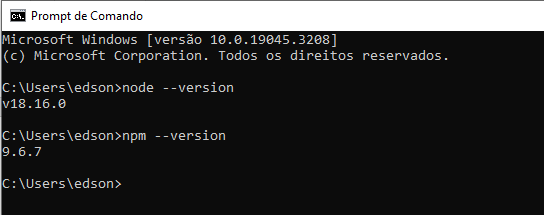 Prompt de Comando
Microsoft Windows [versão 10.0.19045.3208]
(c) Microsoft Corporation. Todos os direitos reservados.
C:\Users\edson>node --version
v18.16.0
C:\Users\edson>npm --version
9.6.7
C:\Users\edson>